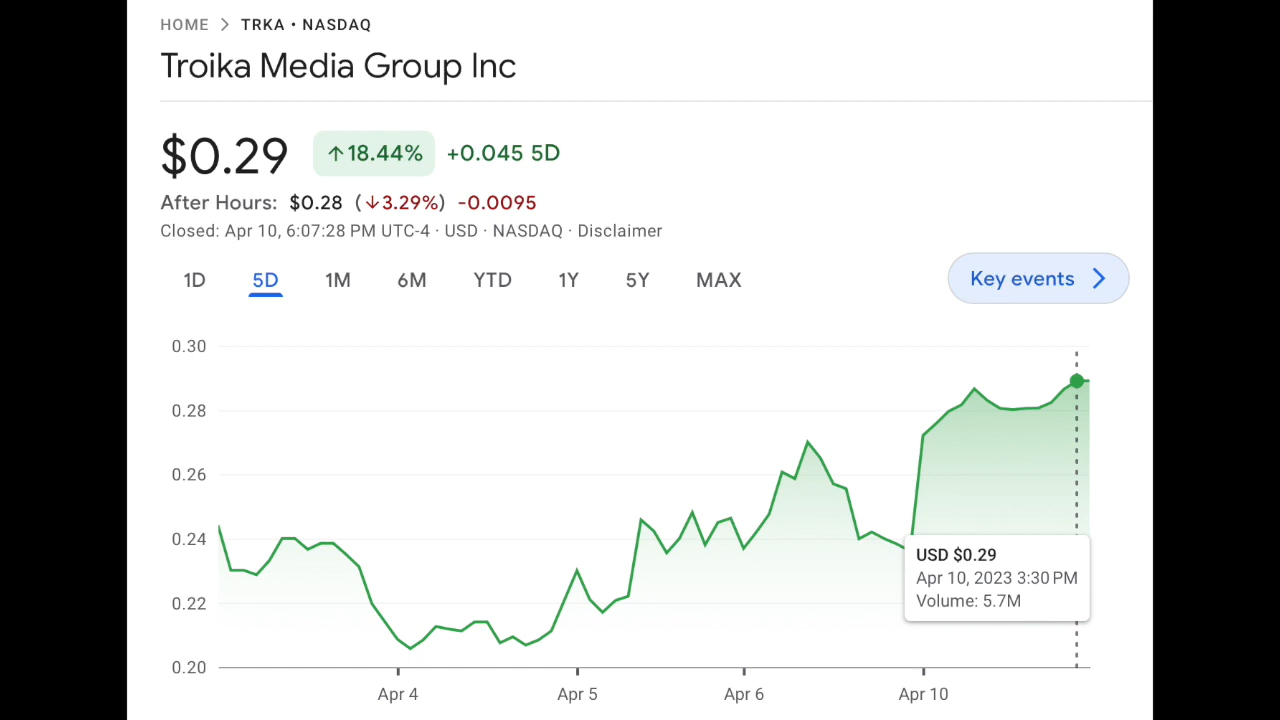 HOME > TRKA • NASDAQ
Troika Media Group Inc
$0.29 ↑18.44% +0.045 5D
After Hours: $0.28 (↓3.29%) -0.0095
Closed: Apr 10, 6:07:28 PM UTC-4 · USD · NASDAQ · Disclaimer
1D 5D 1M 6M YTD 1Y 5Y MAX Key events >
0.30
0.28
0.26
0.24
0.22
0.20
USD $0.29
Apr 10, 2023 3:30 PM
Volume: 5.7M
Apr 4 Apr 5 Apr 6 Apr 10